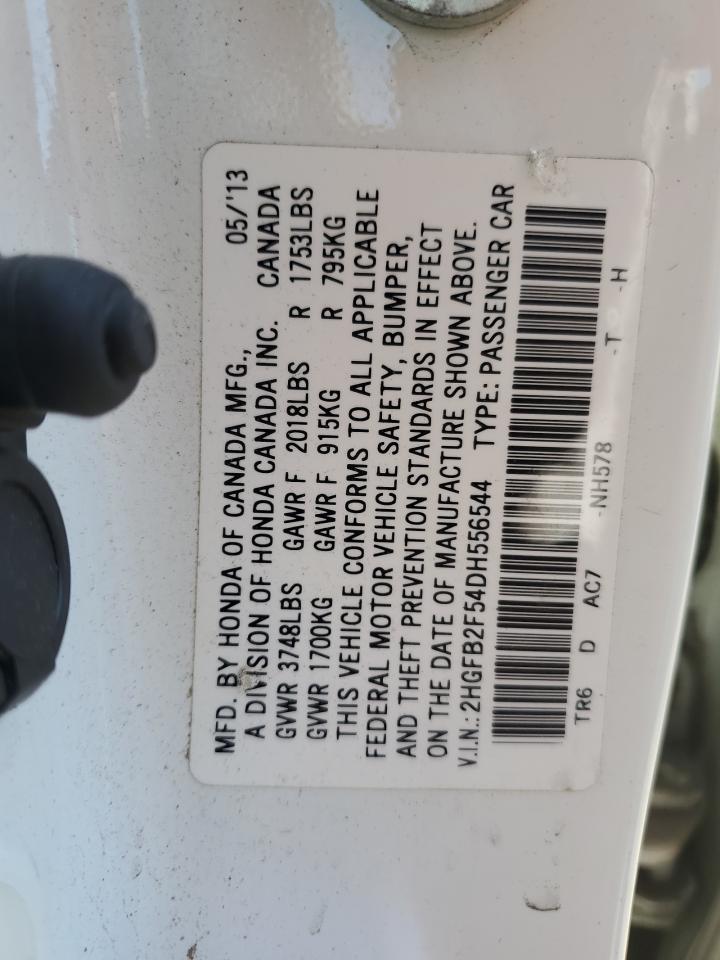 MFD. BY HONDA OF CANADA MFG., 05/'13
A DIVISION OF HONDA CANADA INC. CANADA
GVWR 3748LBS GAWR F 2018LBS R 1753LBS
GVWR 1700KG GAWR F 915KG R 795KG
THIS VEHICLE CONFORMS TO ALL APPLICABLE
FEDERAL MOTOR VEHICLE SAFETY, BUMPER,
AND THEFT PREVENTION STANDARDS IN EFFECT
ON THE DATE OF MANUFACTURE SHOWN ABOVE.
V.I.N.: 2HGFB2F54DH556544 TYPE: PASSENGER CAR
TR6 D AC7 -NH578 -T -H